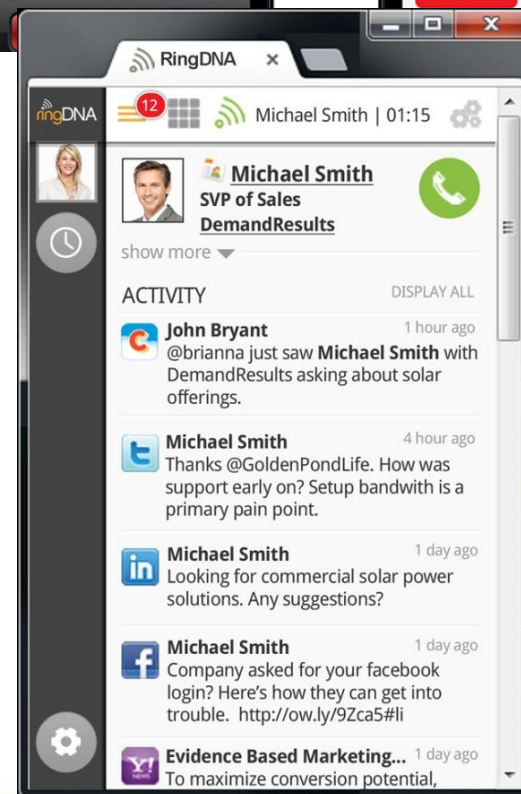 RingDNA
ringDNA
12
Michael Smith | 01:15
Michael Smith
SVP of Sales
DemandResults
show more
ACTIVITY
DISPLAY ALL
John Bryant
1 hour ago
@brianna just saw Michael Smith with
DemandResults asking about solar
offerings.
Michael Smith
4 hour ago
Thanks @GoldenPondLife. How was
support early on? Setup bandwith is a
primary pain point.
in
Michael Smith
1 day ago
Looking for commercial solar power
solutions. Any suggestions?
f
Michael Smith
1 day ago
Company asked for your facebook
login? Here's how they can get into
trouble. http://ow.ly/9Zca5#li
Y!
NEWS
Evidence Based Marketing...
1 day ago
To maximize conversion potential,